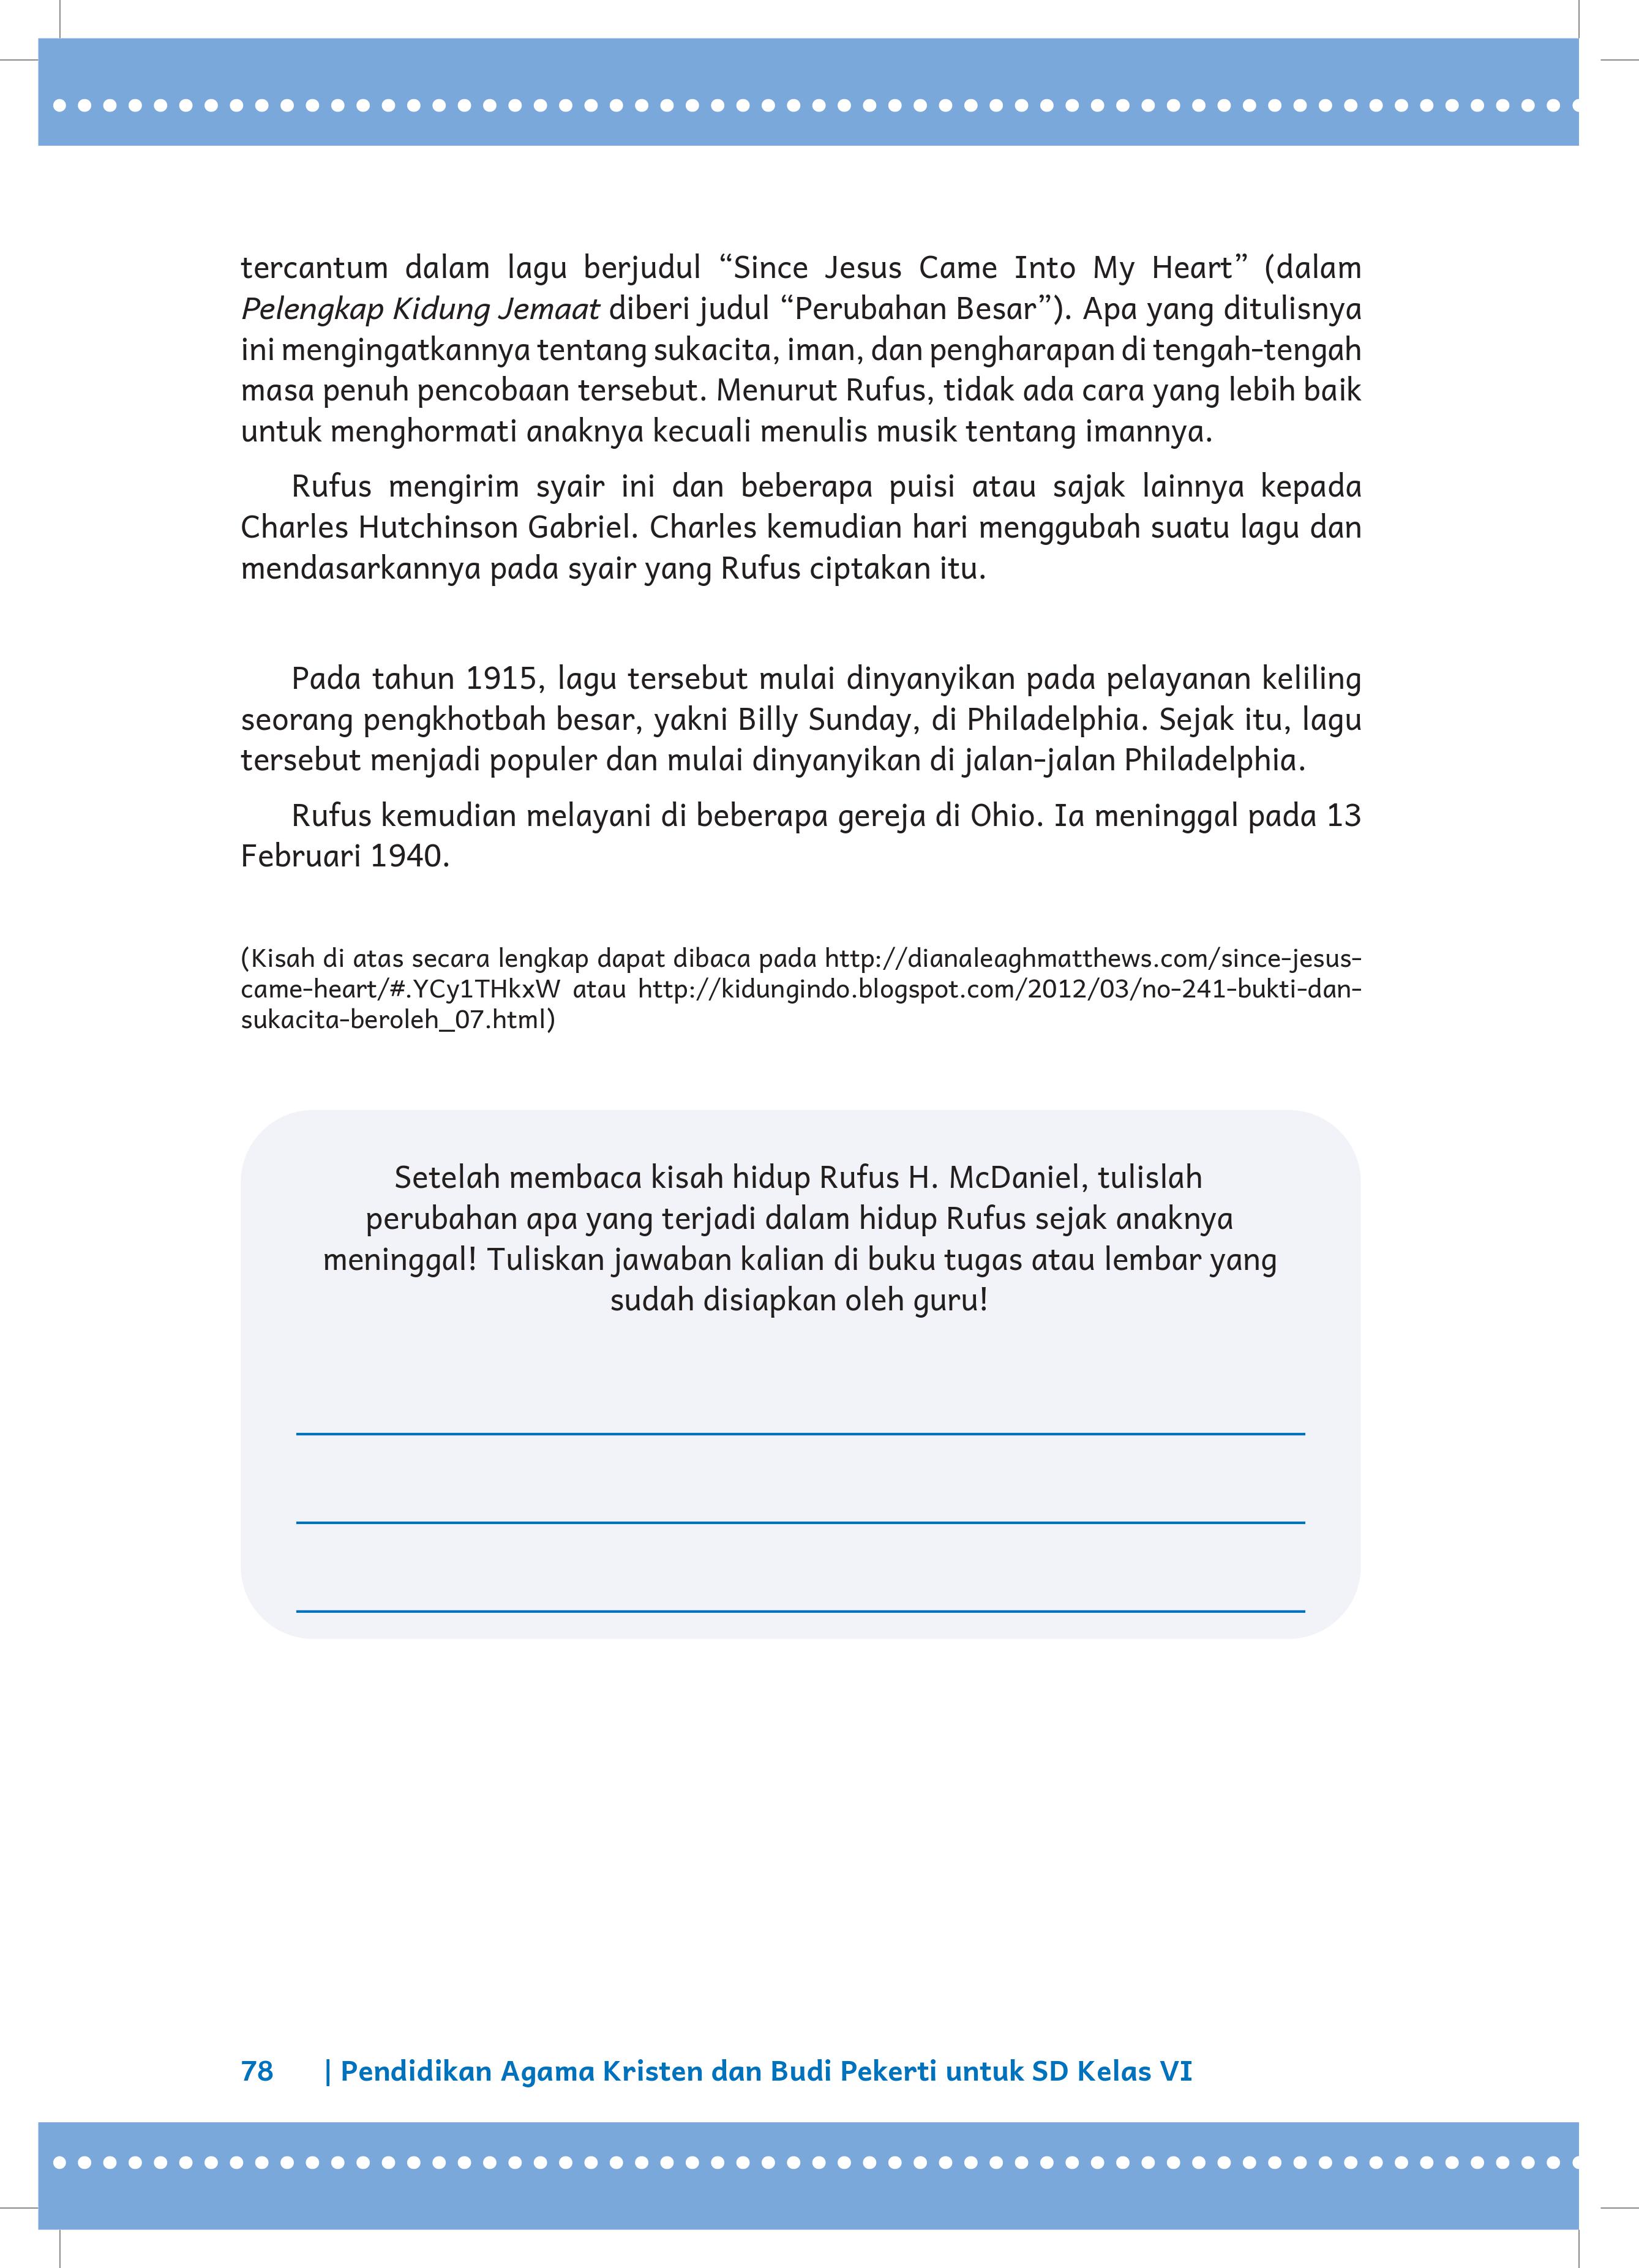 tercantum dalam lagu berjudul “Since Jesus Came Into My Heart” (dalam
Pelengkap Kidung Jemaat diberi judul “Perubahan Besar”). Apa yang ditulisnya
ini mengingatkannya tentang sukacita, iman, dan pengharapan di tengah-tengah
masa penuh pencobaan tersebut. Menurut Rufus, tidak ada cara yang lebih baik
untuk menghormati anaknya kecuali menulis musik tentang imannya.
Rufus mengirim syair ini dan beberapa puisi atau sajak lainnya kepada
Charles Hutchinson Gabriel. Charles kemudian hari menggubah suatu lagu dan
mendasarkannya pada syair yang Rufus ciptakan itu.
Pada tahun 1915, lagu tersebut mulai dinyanyikan pada pelayanan keliling
seorang pengkhotbah besar, yakni Billy Sunday, di Philadelphia. Sejak itu, lagu
tersebut menjadi populer dan mulai dinyanyikan di jalan-jalan Philadelphia.
Rufus kemudian melayani di beberapa gereja di Ohio. Ia meninggal pada 13
Februari 1940.
(Kisah di atas secara lengkap dapat dibaca pada http://dianaleaghmatthews.com/since-jesus-
came-heart/#.YCy1THkxW atau http://kidungindo.blogspot.com/2012/03/no-241-bukti-dan-
sukacita-beroleh_07.html)
Setelah membaca kisah hidup Rufus H. McDaniel, tulislah
perubahan apa yang terjadi dalam hidup Rufus sejak anaknya
meninggal! Tuliskan jawaban kalian di buku tugas atau lembar yang
sudah disiapkan oleh guru!
78 | Pendidikan Agama Kristen dan Budi Pekerti untuk SD Kelas VI